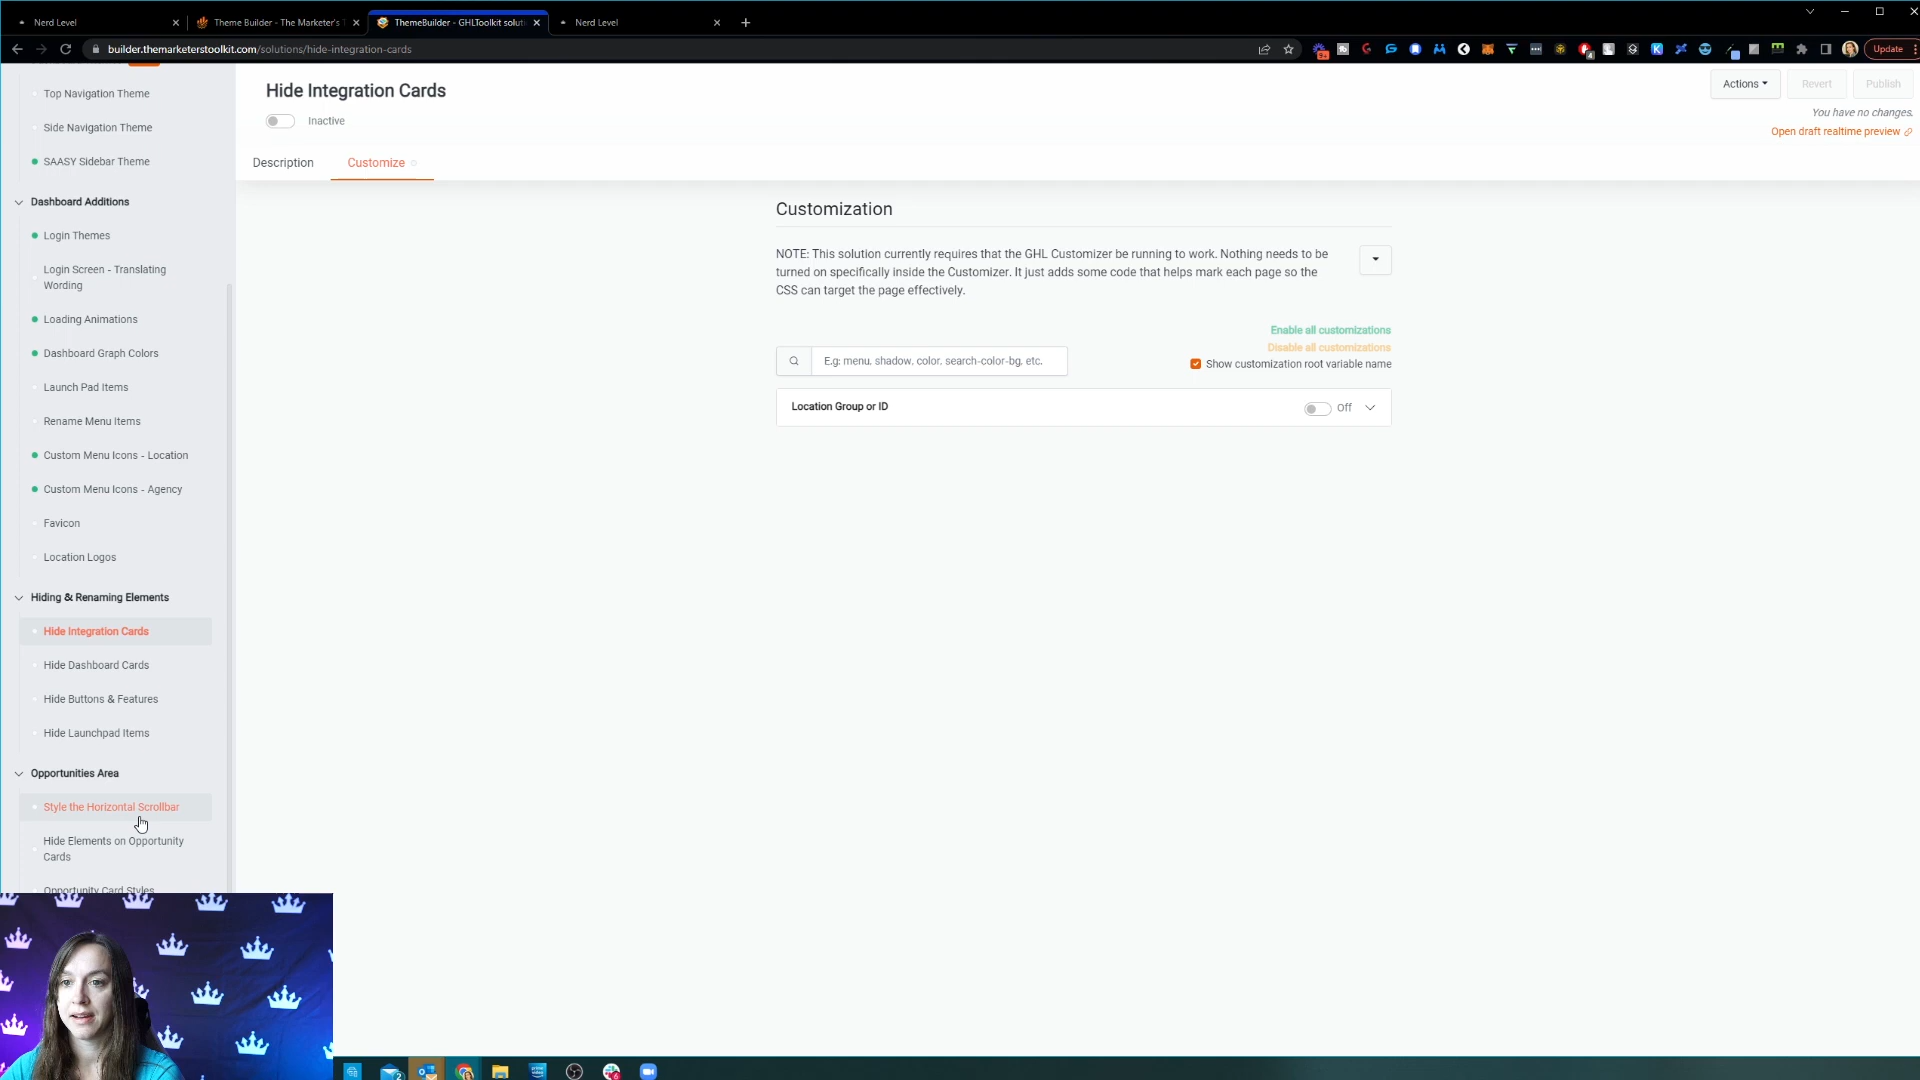 Nerd Level
Theme Builder - The Marketer's T
ThemeBuilder - GHLToolkit soluti
Nerd Level
builder.themarketerstoolkit.com/solutions/hide-integration-cards
Update
Top Navigation Theme
Side Navigation Theme
SAASY Sidebar Theme
Dashboard Additions
Login Themes
Login Screen - Translating
Wording
Loading Animations
Dashboard Graph Colors
Launch Pad Items
Rename Menu Items
Custom Menu Icons - Location
Custom Menu Icons - Agency
Favicon
Location Logos
Hiding & Renaming Elements
Hide Integration Cards
Hide Dashboard Cards
Hide Buttons & Features
Hide Launchpad Items
Opportunities Area
Style the Horizontal Scrollbar
Hide Elements on Opportunity
Cards
Opportunity Card Styles
Hide Integration Cards
Inactive
Actions
Revert
Publish
You have no changes.
Open draft realtime preview
Description
Customize
Customization
NOTE: This solution currently requires that the GHL Customizer be running to work. Nothing needs to be
turned on specifically inside the Customizer. It just adds some code that helps mark each page so the
CSS can target the page effectively.
Enable all customizations
Disable all customizations
Show customization root variable name
E.g: menu, shadow, color, search-color-bg, etc.
Location Group or ID
Off